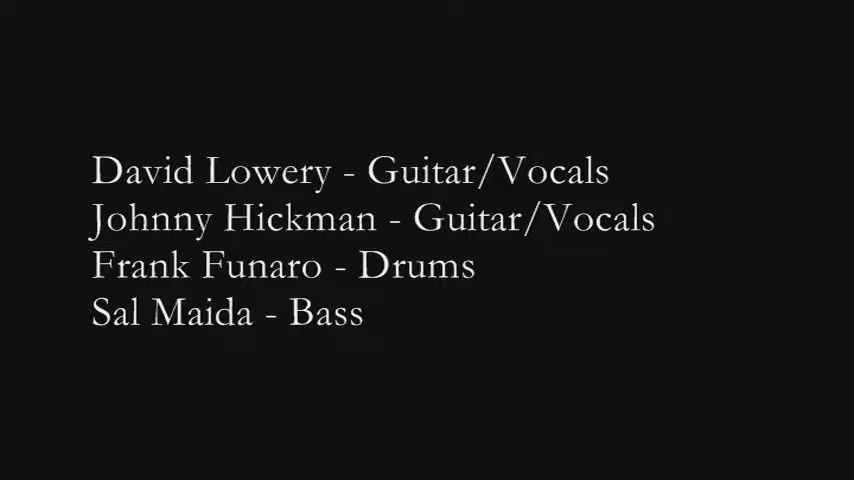 David Lowery - Guitar/Vocals
Johnny Hickman - Guitar/Vocals
Frank Funaro - Drums
Sal Maida - Bass